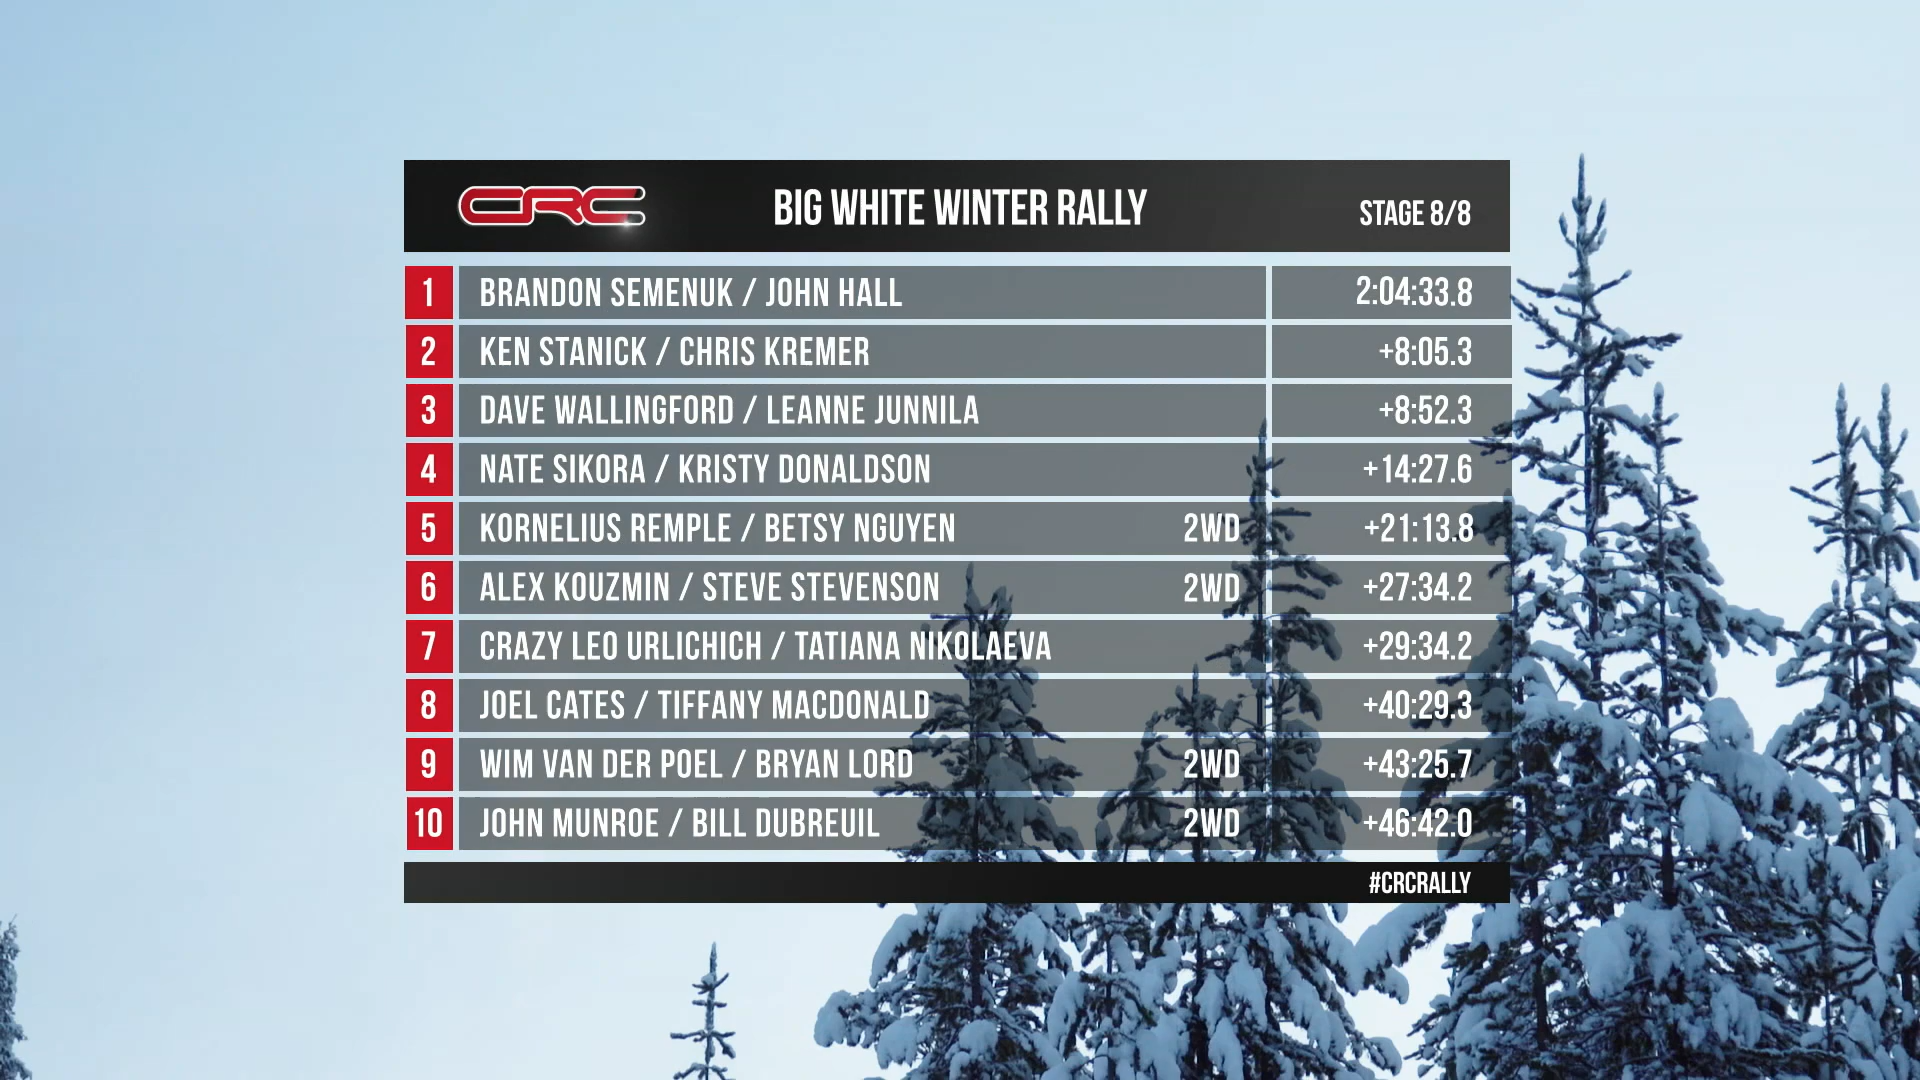 CRC BIG WHITE WINTER RALLY STAGE 8/8
1 BRANDON SEMENUK / JOHN HALL 2:04:33.8
2 KEN STANICK / CHRIS KREMER +8:05.3
3 DAVE WALLINGFORD / LEANNE JUNNILA +8:52.3
4 NATE SIKORA / KRISTY DONALDSON +14:27.6
5 KORNELIUS REMPLE / BETSY NGUYEN 2WD +21:13.8
6 ALEX KOUZMIN / STEVE STEVENSON 2WD +27:34.2
7 CRAZY LEO URLICHICH / TATIANA NIKOLAEVA +29:34.2
8 JOEL CATES / TIFFANY MACDONALD +40:29.3
9 WIM VAN DER POEL / BRYAN LORD 2WD +43:25.7
10 JOHN MUNROE / BILL DUBREUIL 2WD +46:42.0
#CRCRALLY